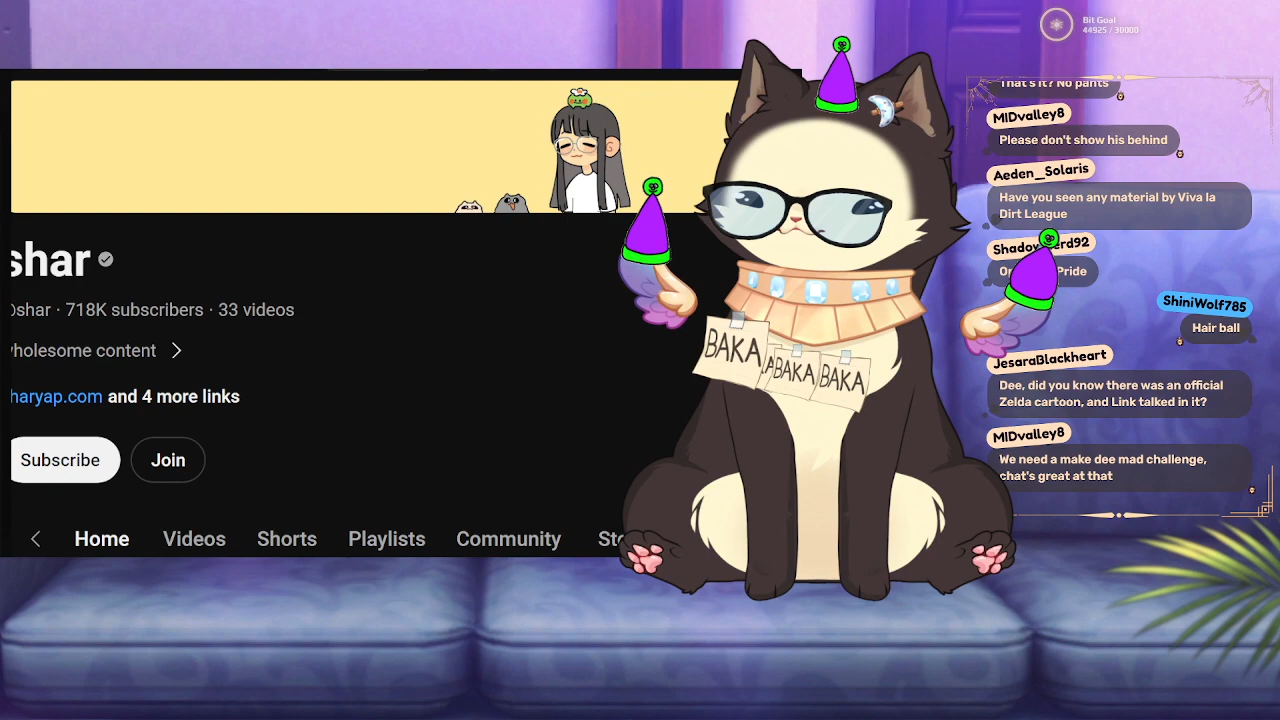 Bit Goal
44925 / 30000
shar
shar · 718K subscribers · 33 videos
wholesome content
haryap.com and 4 more links
Subscribe
Join
Home
Videos
Shorts
Playlists
Community
BAKA
BAKA
BAKA
That's it? No pants
MIDvalley8
Please don't show his behind
Aeden__Solaris
Have you seen any material by Viva la
Dirt League
Pride
ShiniWolf785
Hair ball
JesaraBlackheart
Dee, did you know there was an official
Zelda cartoon, and Link talked in it?
MIDvalley8
We need a make dee mad challenge,
chat's great at that